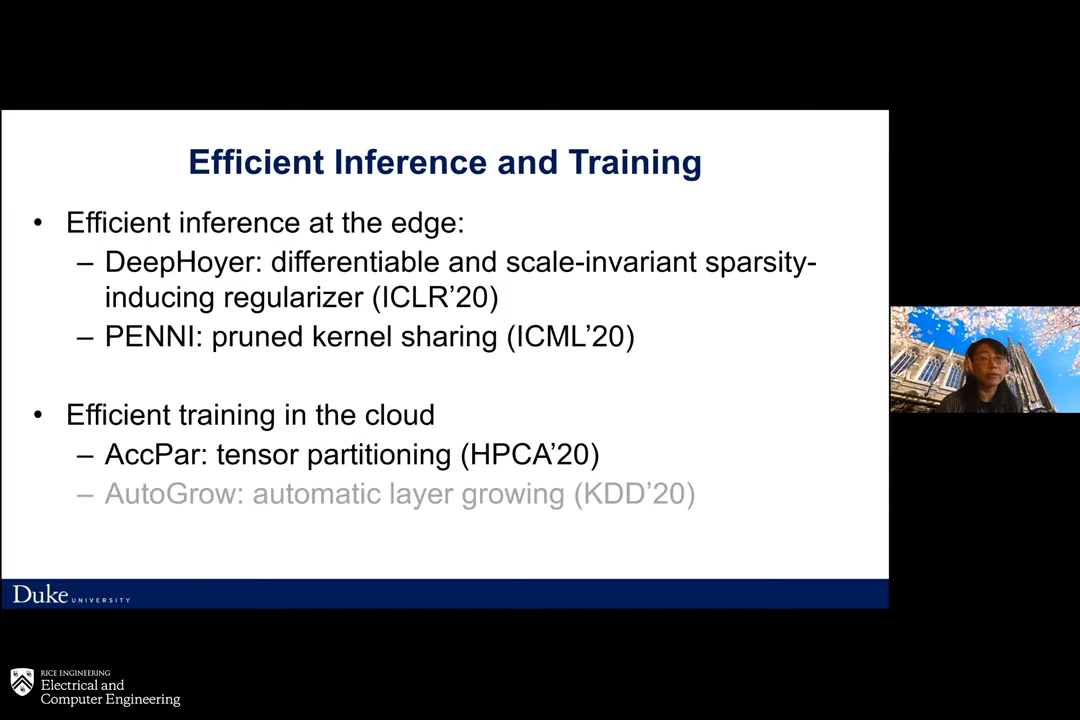 Efficient Inference and Training
• Efficient inference at the edge:
– DeepHoyer: differentiable and scale-invariant sparsity-
inducing regularizer (ICLR’20)
– PENNI: pruned kernel sharing (ICML’20)
• Efficient training in the cloud
– AccPar: tensor partitioning (HPCA’20)
– AutoGrow: automatic layer growing (KDD’20)
Duke UNIVERSITY
RICE ENGINEERING
Electrical and
Computer Engineering